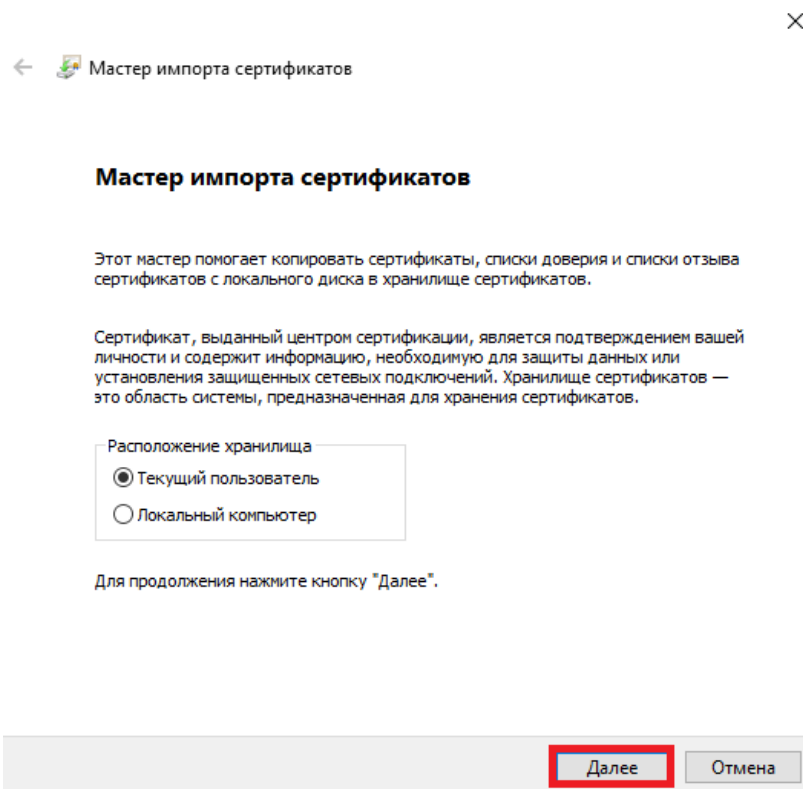 Мастер импорта сертификатов
Мастер импорта сертификатов
Этот мастер помогает копировать сертификаты, списки доверия и списки отзыва
сертификатов с локального диска в хранилище сертификатов.
Сертификат, выданный центром сертификации, является подтверждением вашей
личности и содержит информацию, необходимую для защиты данных или
установления защищенных сетевых подключений. Хранилище сертификатов —
это область системы, предназначенная для хранения сертификатов.
Расположение хранилища
Текущий пользователь
Локальный компьютер
Для продолжения нажмите кнопку "Далее".
Далее Отмена